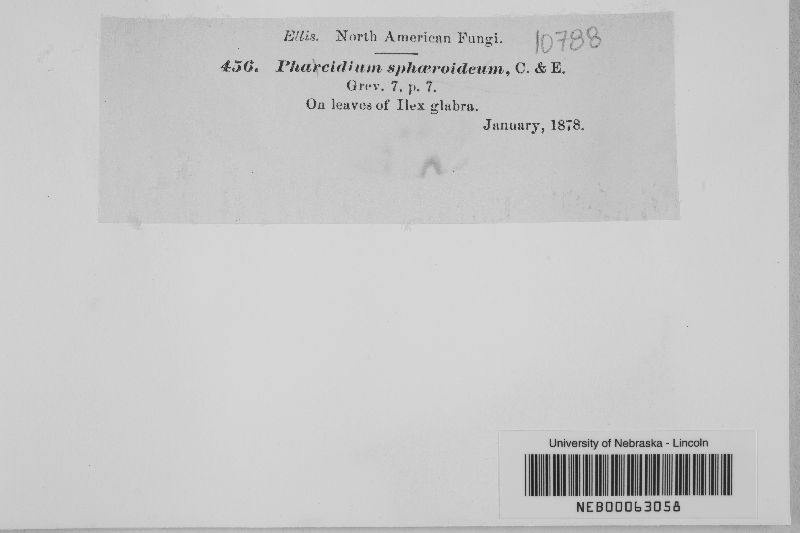 Ellis. North American Fungi. 10788
456. Pharcidium sphæroideum, C. & E.
Grev. 7, p. 7.
On leaves of Ilex glabra.
January, 1878.
University of Nebraska - Lincoln
NEB00063058